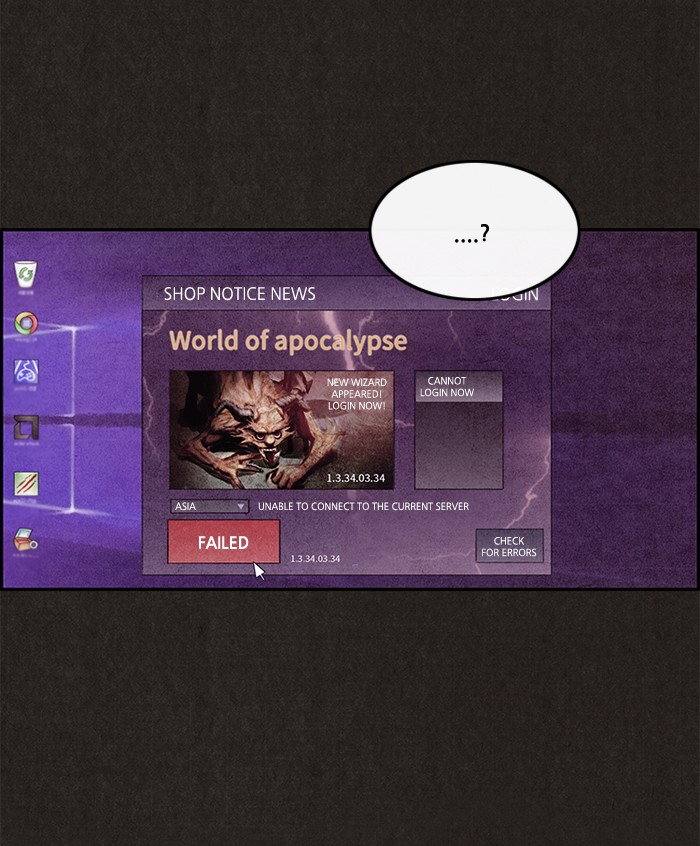 ....?
SHOP NOTICE NEWS
LOGIN
World of apocalypse
NEW WIZARD
APPEARED!
LOGIN NOW!
1.3.34.03.34
CANNOT
LOGIN NOW
ASIA
UNABLE TO CONNECT TO THE CURRENT SERVER
FAILED
1.3.34.03.34
CHECK
FOR ERRORS